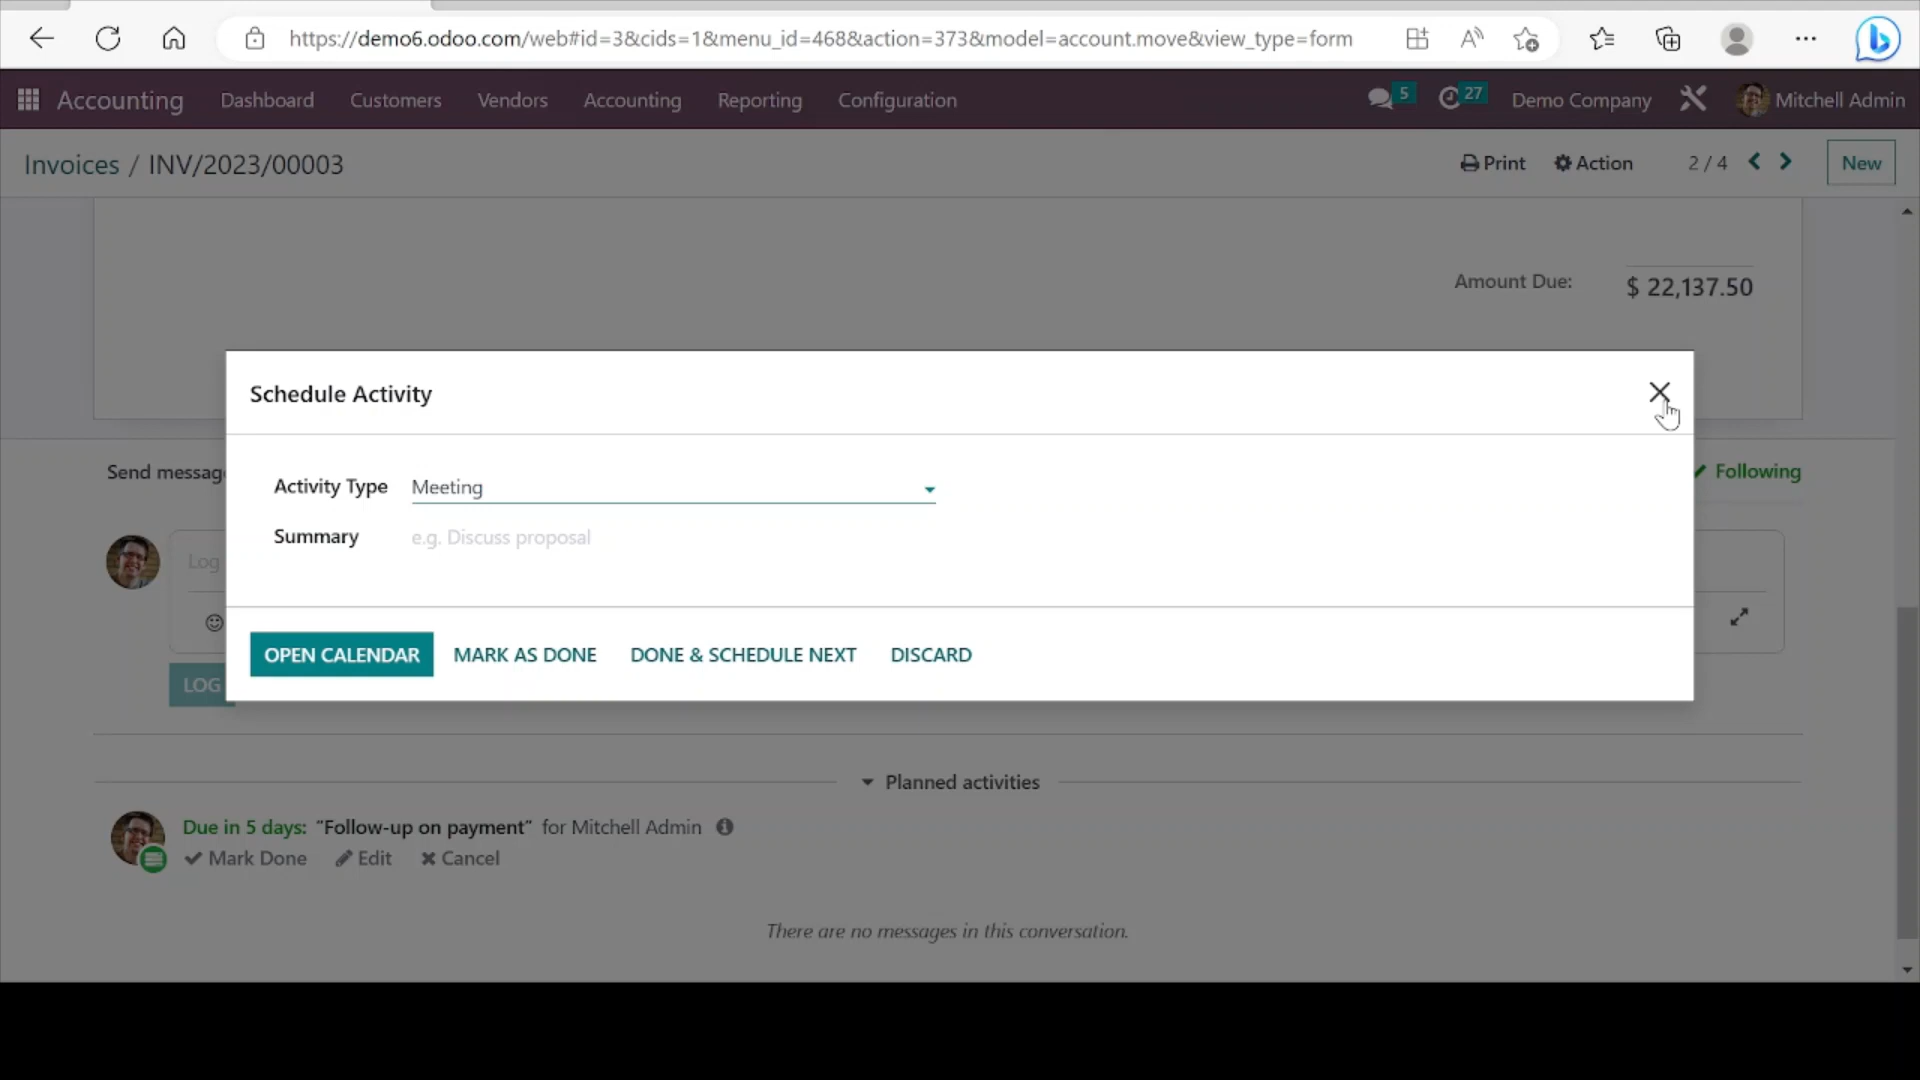 https://demo6.odoo.com/web#id=3&cids=1&menu_id=468&action=373&model=account.move&view_type=form
Accounting Dashboard Customers Vendors Accounting Reporting Configuration 5 27 Demo Company Mitchell Admin
Invoices / INV/2023/00003 Print Action 2 / 4 New
Amount Due: $ 22,137.50
Schedule Activity
Send messag Following
Activity Type Meeting
Summary e.g. Discuss proposal
Log
OPEN CALENDAR MARK AS DONE DONE & SCHEDULE NEXT DISCARD
LOG
Planned activities
Due in 5 days: "Follow-up on payment" for Mitchell Admin
Mark Done Edit Cancel
There are no messages in this conversation.